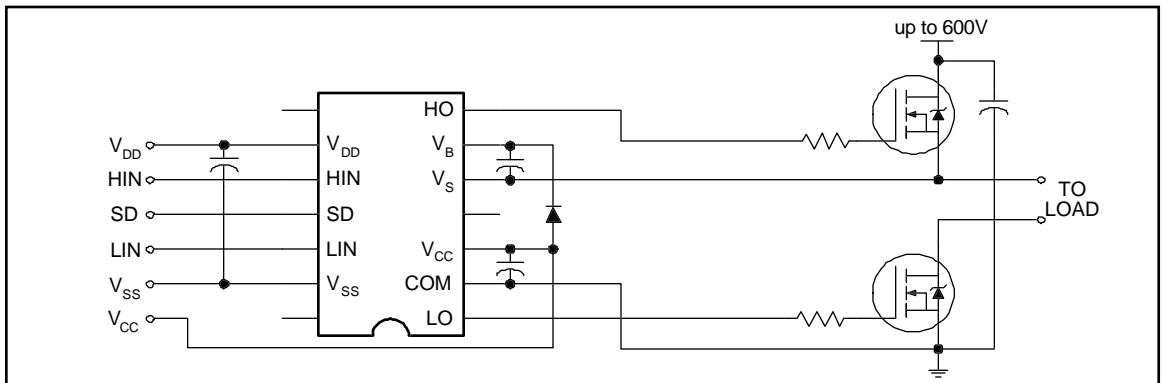 up to 600V
HO
V_DD V_DD V_B
HIN HIN V_S
SD SD
LIN LIN V_CC
V_SS V_SS COM
V_CC LO
TO
LOAD